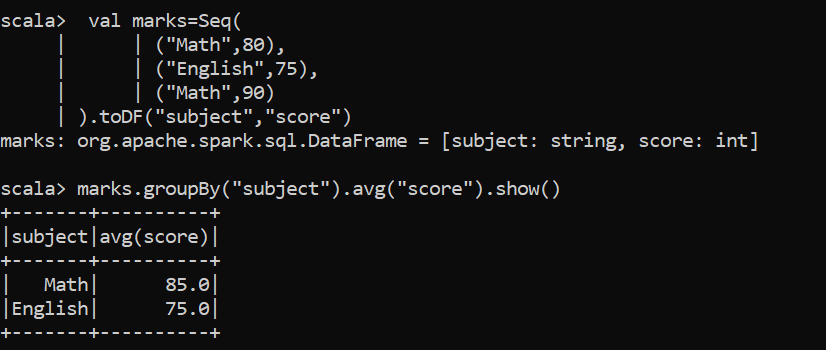 scala>  val marks=Seq(
     |      | ("Math",80),
     |      | ("English",75),
     |      | ("Math",90)
     | ).toDF("subject","score")
marks: org.apache.spark.sql.DataFrame = [subject: string, score: int]
scala> marks.groupBy("subject").avg("score").show()
+-------+----------+
|subject|avg(score)|
+-------+----------+
|   Math|      85.0|
|English|      75.0|
+-------+----------+